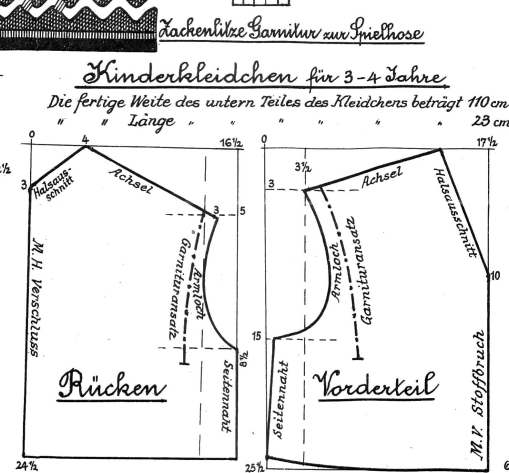 Zackenlitze Garnitur zur Spielhose
Kinderkleidchen für 3-4 Jahre
Die fertige Weite des untern Teiles des Kleidchens beträgt 110 cm
" " Länge " " " " " 23 cm
0 4 16½
3 Halsaus-
schnitt
Achsel
3 5
M.H. Verschluss
Garnituransatz
Armloch
8½
Seitennaht
Rücken
24½
0 3½ 17½
3 Achsel
Halsausschnitt
Armloch
Garnituransatz
10
15
Seitennaht
Vorderteil
M.V. Stoffbruch
25½